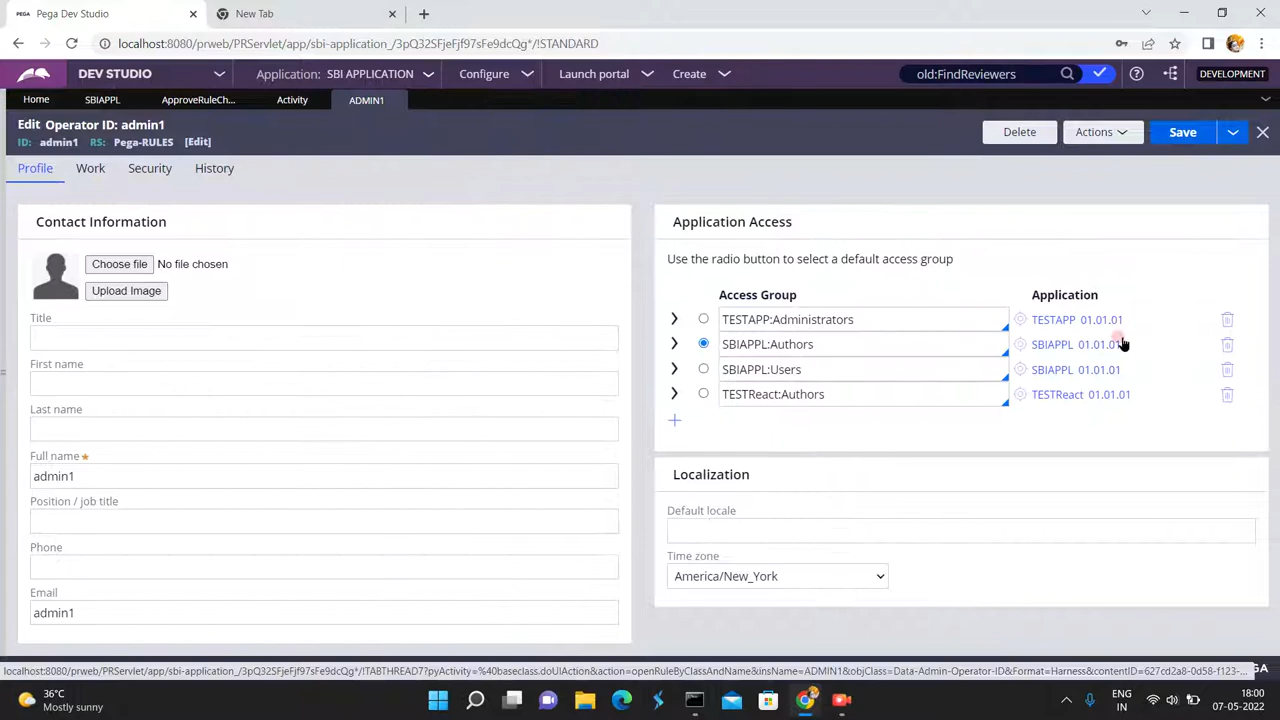 PEGA Pega Dev Studio
New Tab
localhost:8080/prweb/PRServlet/app/sbi-application_/3pQ32SFjeFjf97sFe9dcQg*/!STANDARD
DEV STUDIO
Application: SBI APPLICATION
Configure
Launch portal
Create
old:FindReviewers
DEVELOPMENT
Home
SBIAPPL
ApproveRuleCh...
Activity
ADMIN1
Edit Operator ID: admin1
ID: admin1 RS: Pega-RULES [Edit]
Delete
Actions
Save
Profile
Work
Security
History
Contact Information
Choose file No file chosen
Upload Image
Title
First name
Last name
Full name
admin1
Position / job title
Phone
Email
admin1
Application Access
Use the radio button to select a default access group
Access Group Application
TESTAPP:Administrators TESTAPP 01.01.01
SBIAPPL:Authors SBIAPPL 01.01.01
SBIAPPL:Users SBIAPPL 01.01.01
TESTReact:Authors TESTReact 01.01.01
Localization
Default locale
Time zone
America/New_York
localhost:8080/prweb/PRServlet/app/sbi-application_/3pQ32SFjeFjf97sFe9dcQg*/!TABTHREAD7?pyActivity=%40baseclass.doUIAction&action=openRuleByClassAndName&insName=ADMIN1&objClass=Data-Admin-Operator-ID&Format=Harness&contentID=627cd2a8-0d58-f123-...
36°C
Mostly sunny
ENG
IN
18:00
07-05-2022